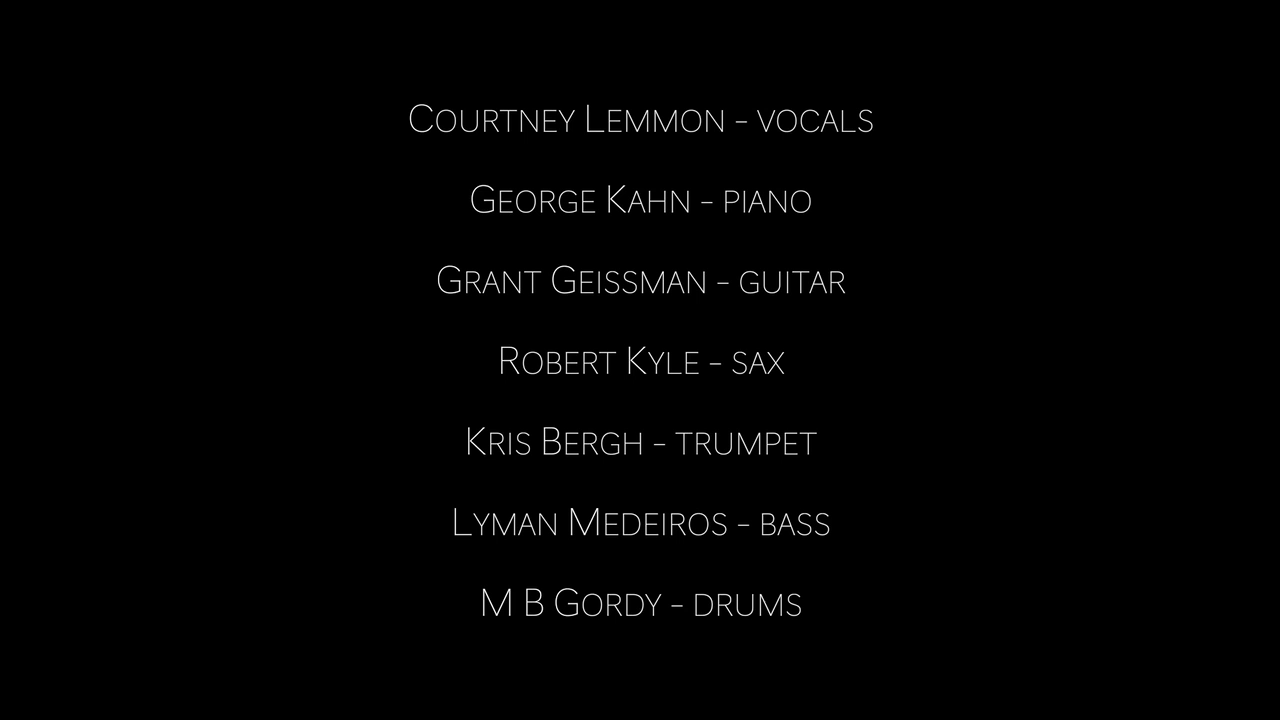 Courtney Lemmon – vocals
George Kahn – piano
Grant Geissman – guitar
Robert Kyle – sax
Kris Bergh – trumpet
Lyman Medeiros – bass
M B Gordy – drums